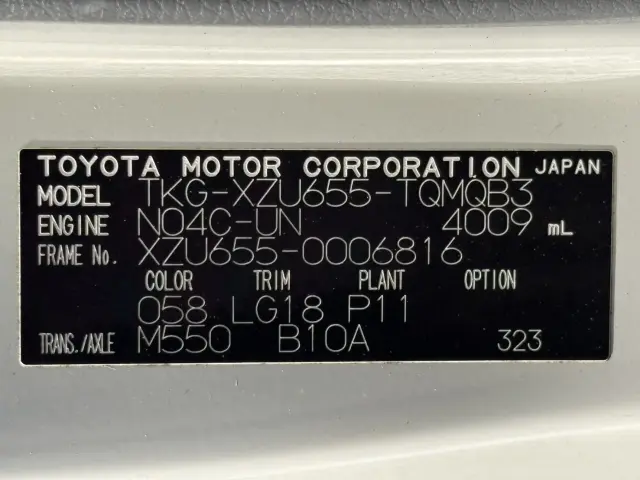 TOYOTA MOTOR CORPORATION JAPAN
MODEL TKG-XZU655-TQMQB3
ENGINE N04C-UN 4009 mL
FRAME No. XZU655-0006816
COLOR TRIM PLANT OPTION
058 LG18 P11
TRANS./AXLE M550 B10A 323